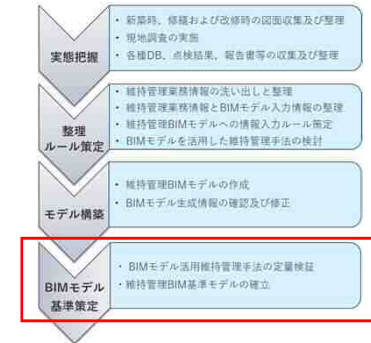 実態把握
・ 新築時、修繕および改修時の図面収集及び整理
・ 現地調査の実施
・ 各種DB、点検結果、報告書等の収集及び整理
整理
ルール策定
・ 維持管理業務情報の洗い出しと整理
・ 維持管理業務情報とBIMモデル入力情報の整理
・ 維持管理BIMモデルへの情報入力ルール策定
・ BIMモデルを活用した維持管理手法の検討
モデル構築
・ 維持管理BIMモデルの作成
・ BIMモデル生成情報の確認及び修正
BIMモデル
基準策定
・ BIMモデル活用維持管理手法の定量検証
・維持管理BIM基準モデルの確立